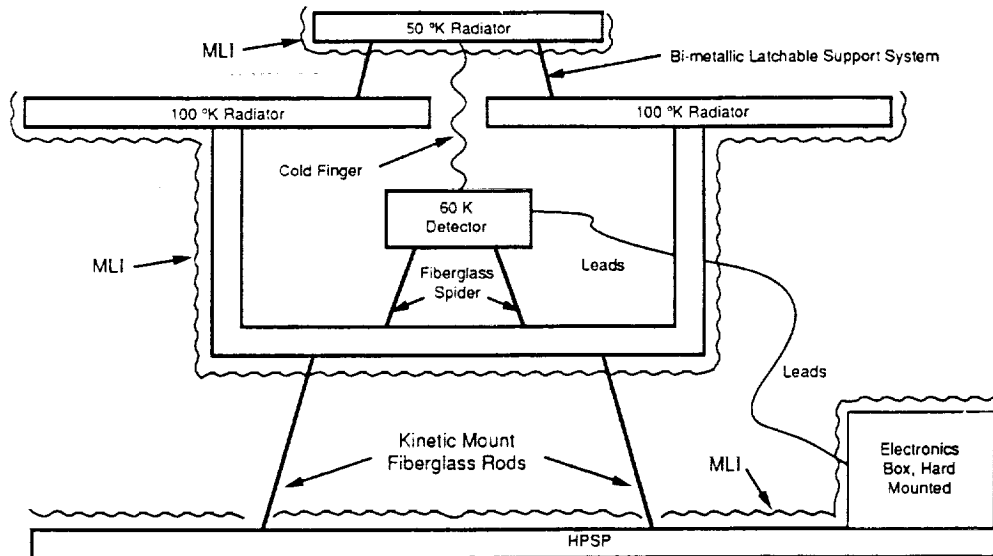 50 °K Radiator
MLI
Bi-metallic Latchable Support System
100 °K Radiator
100 °K Radiator
Cold Finger
60 K
Detector
MLI
Leads
Fiberglass
Spider
Leads
Kinetic Mount
Fiberglass Rods
MLI
Electronics
Box, Hard
Mounted
HPSP